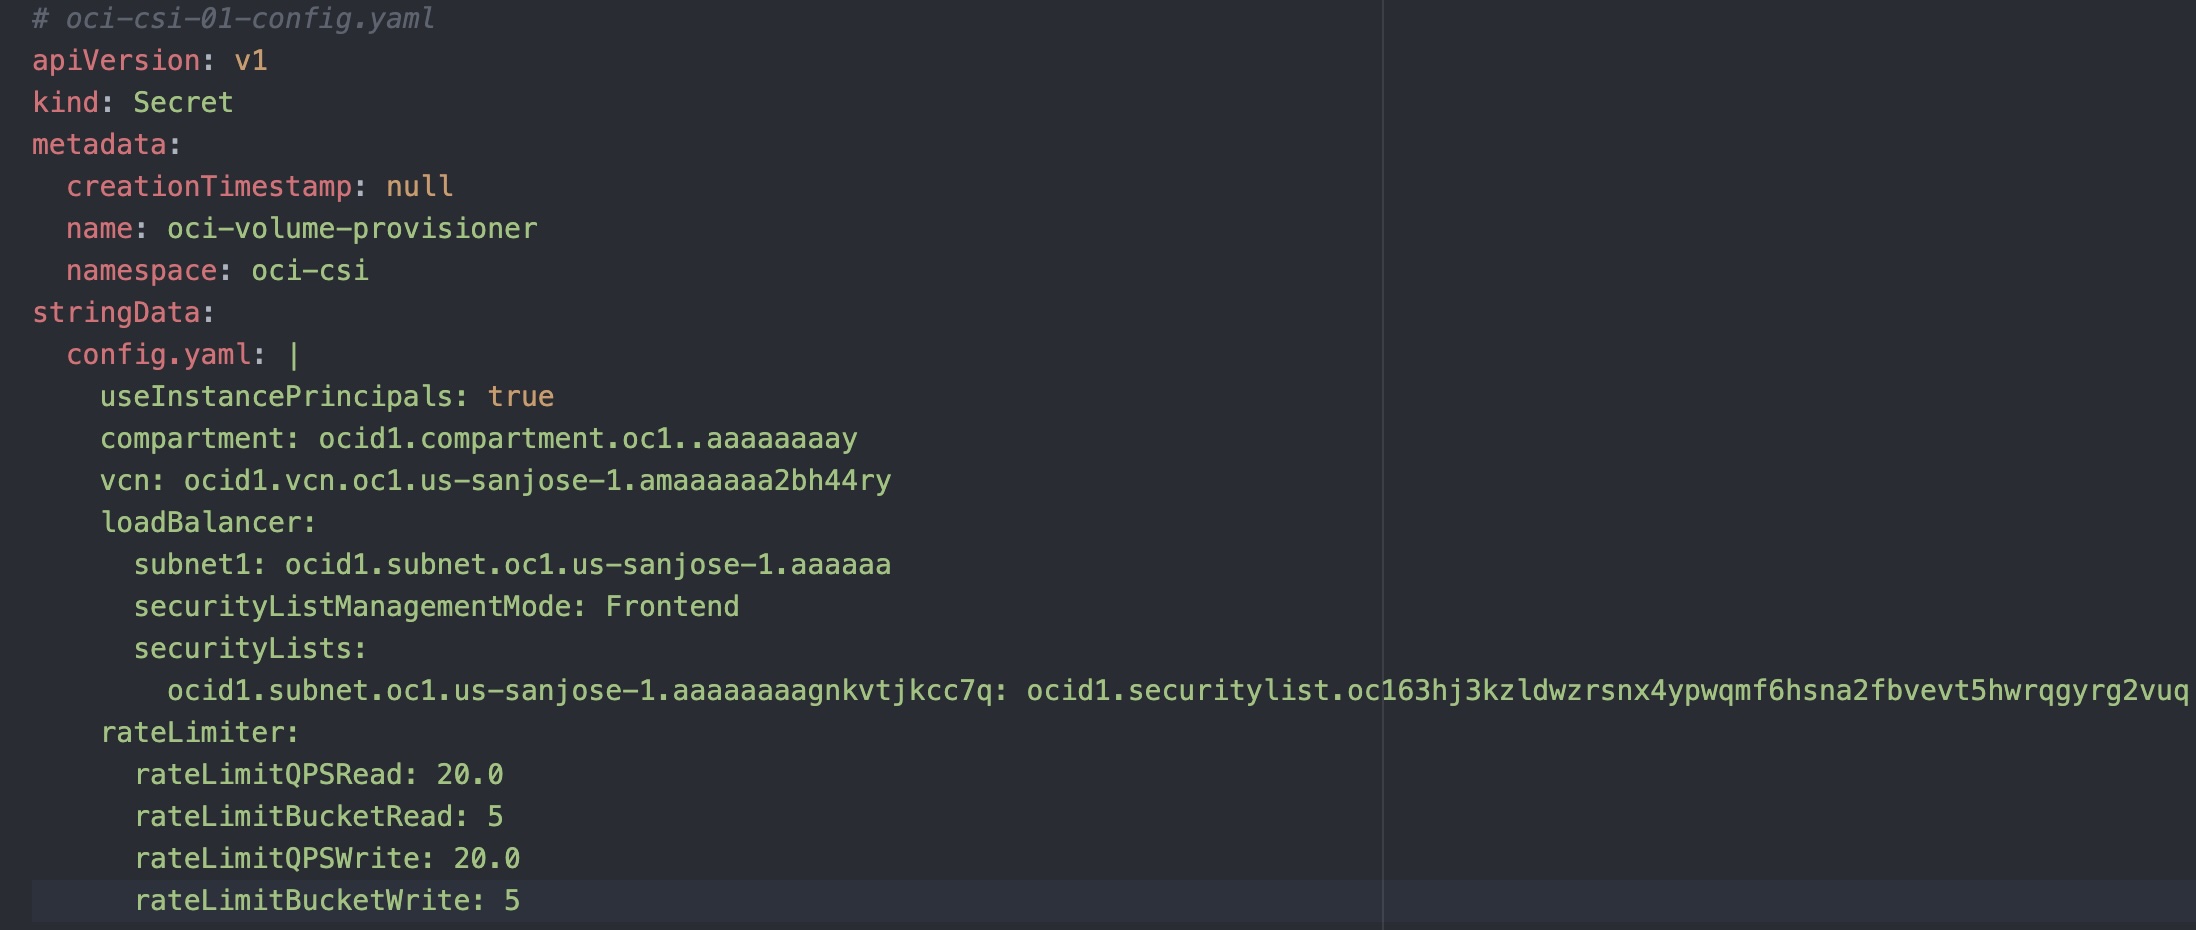 # oci-csi-01-config.yaml
apiVersion: v1
kind: Secret
metadata:
  creationTimestamp: null
  name: oci-volume-provisioner
  namespace: oci-csi
stringData:
  config.yaml: |
    useInstancePrincipals: true
    compartment: ocid1.compartment.oc1..aaaaaaaay
    vcn: ocid1.vcn.oc1.us-sanjose-1.amaaaaaa2bh44ry
    loadBalancer:
      subnet1: ocid1.subnet.oc1.us-sanjose-1.aaaaaa
      securityListManagementMode: Frontend
      securityLists:
        ocid1.subnet.oc1.us-sanjose-1.aaaaaaaagnkvtjkcc7q: ocid1.securitylist.oc163hj3kzldwzrsnx4ypwqmf6hsna2fbvevt5hwrqgyrg2vuq
    rateLimiter:
      rateLimitQPSRead: 20.0
      rateLimitBucketRead: 5
      rateLimitQPSWrite: 20.0
      rateLimitBucketWrite: 5